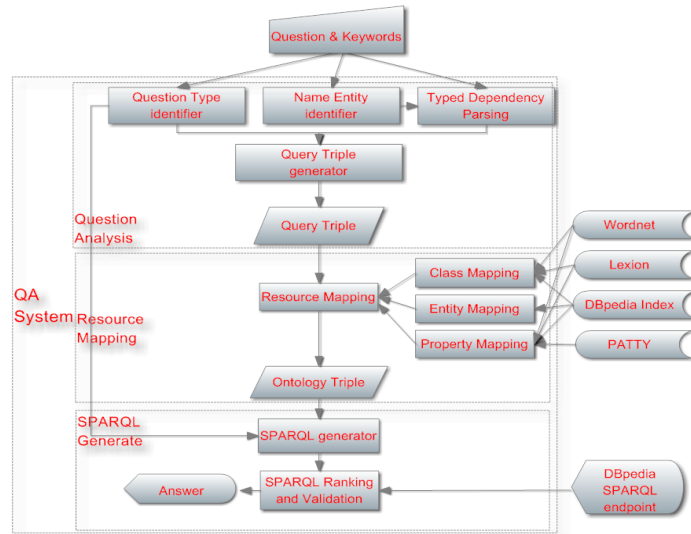 Question & Keywords
Question Type
identifier
Name Entity
identifier
Typed Dependency
Parsing
Query Triple
generator
Question
Analysis
Query Triple
Wordnet
Lexion
DBpedia Index
PATTY
Class Mapping
Entity Mapping
Property Mapping
Resource Mapping
QA
System
Resource
Mapping
Ontology Triple
SPARQL
Generate
SPARQL generator
SPARQL Ranking
and Validation
Answer
DBpedia
SPARQL
endpoint